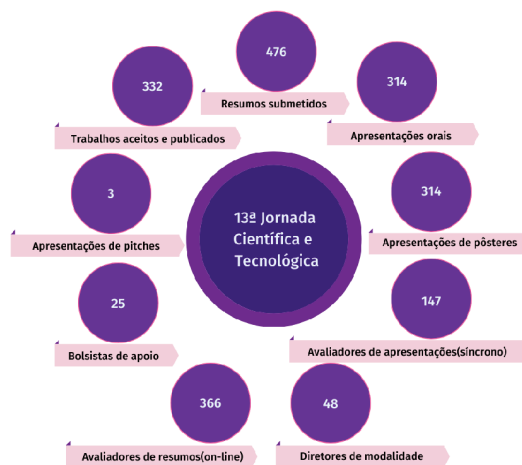 476
Resumos submetidos
314
Apresentações orais
332
Trabalhos aceitos e publicados
3
Apresentações de pitches
13ª Jornada
Científica e
Tecnológica
314
Apresentações de pôsteres
25
Bolsistas de apoio
147
Avaliadores de apresentações(síncrono)
366
Avaliadores de resumos(on-line)
48
Diretores de modalidade